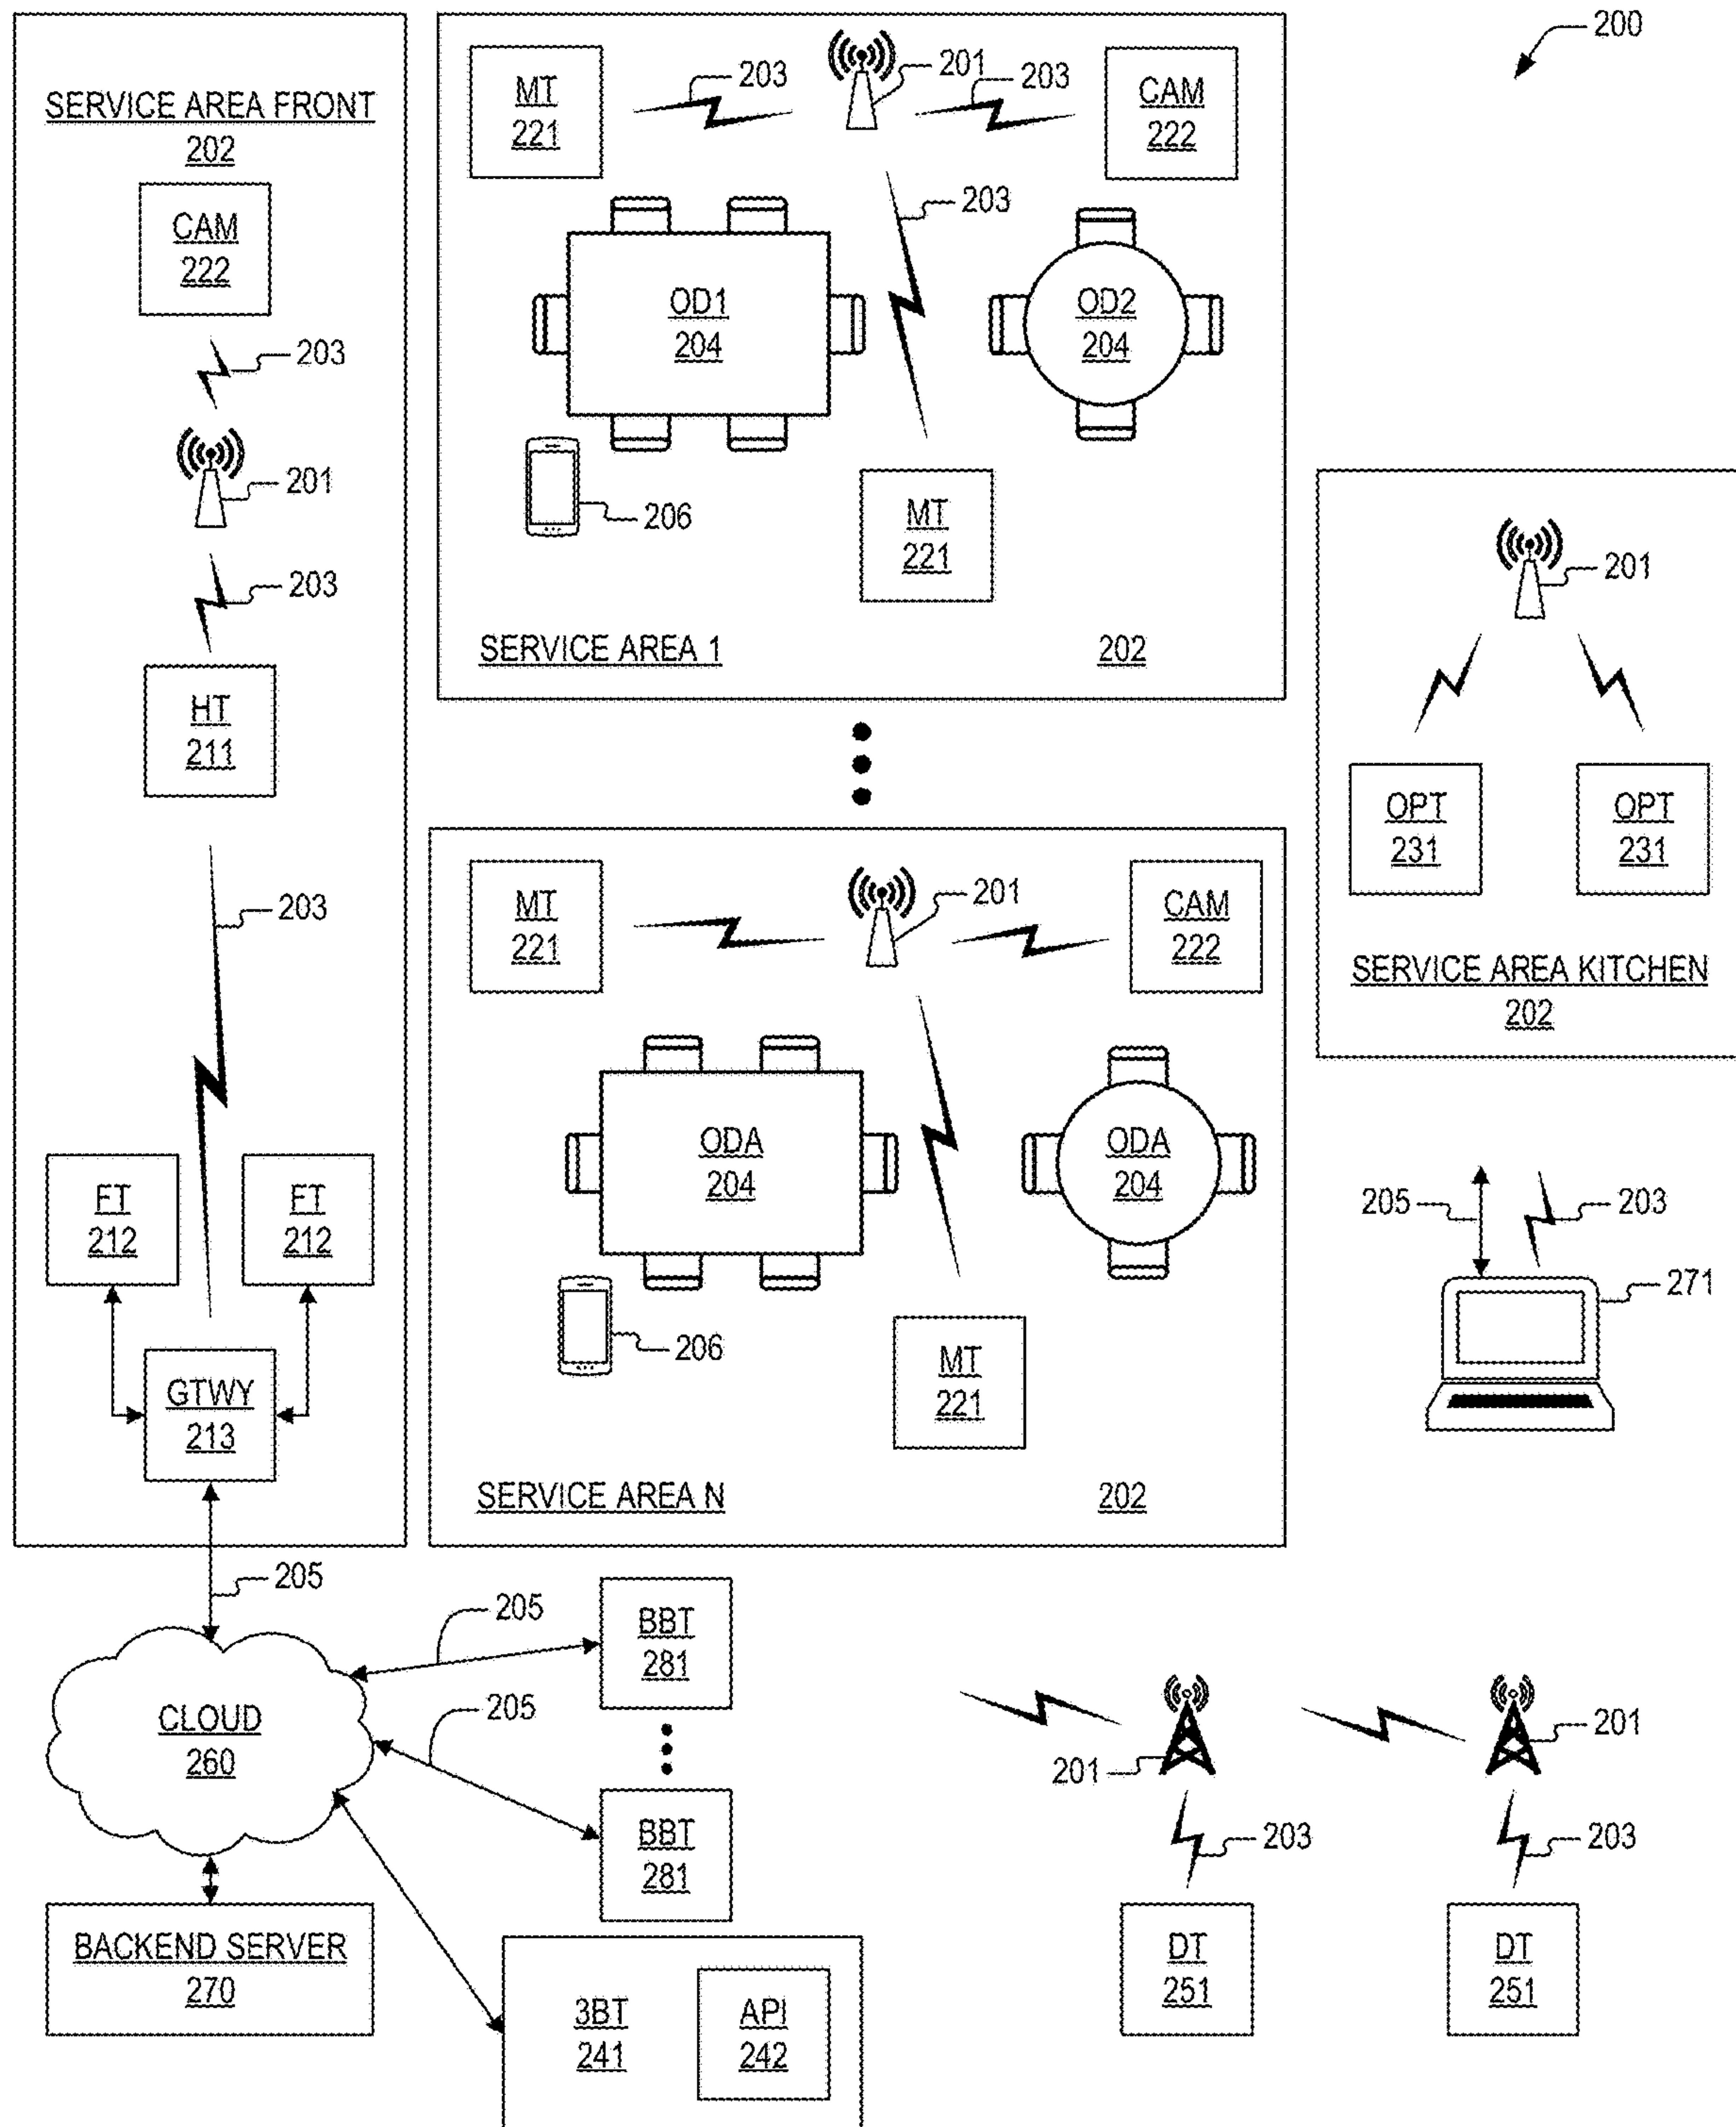 200
SERVICE AREA FRONT
202
CAM
222
203
201
203
HT
211
203
FT
212
FT
212
GTWY
213
205
MT
221
203
201
203
CAM
222
203
OD1
204
OD2
204
206
MT
221
SERVICE AREA 1
202
MT
221
201
CAM
222
ODA
204
ODA
204
206
MT
221
SERVICE AREA N
202
201
OPT
231
OPT
231
SERVICE AREA KITCHEN
202
205
203
271
CLOUD
260
205
BBT
281
205
BBT
281
BACKEND SERVER
270
3BT
241
API
242
201
201
203
203
DT
251
DT
251